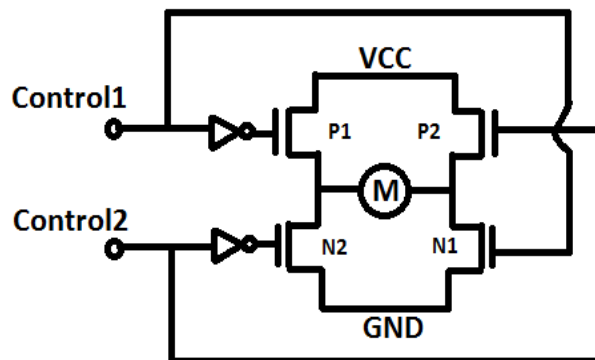 VCC
Control1
P1
P2
M
Control2
N2
N1
GND